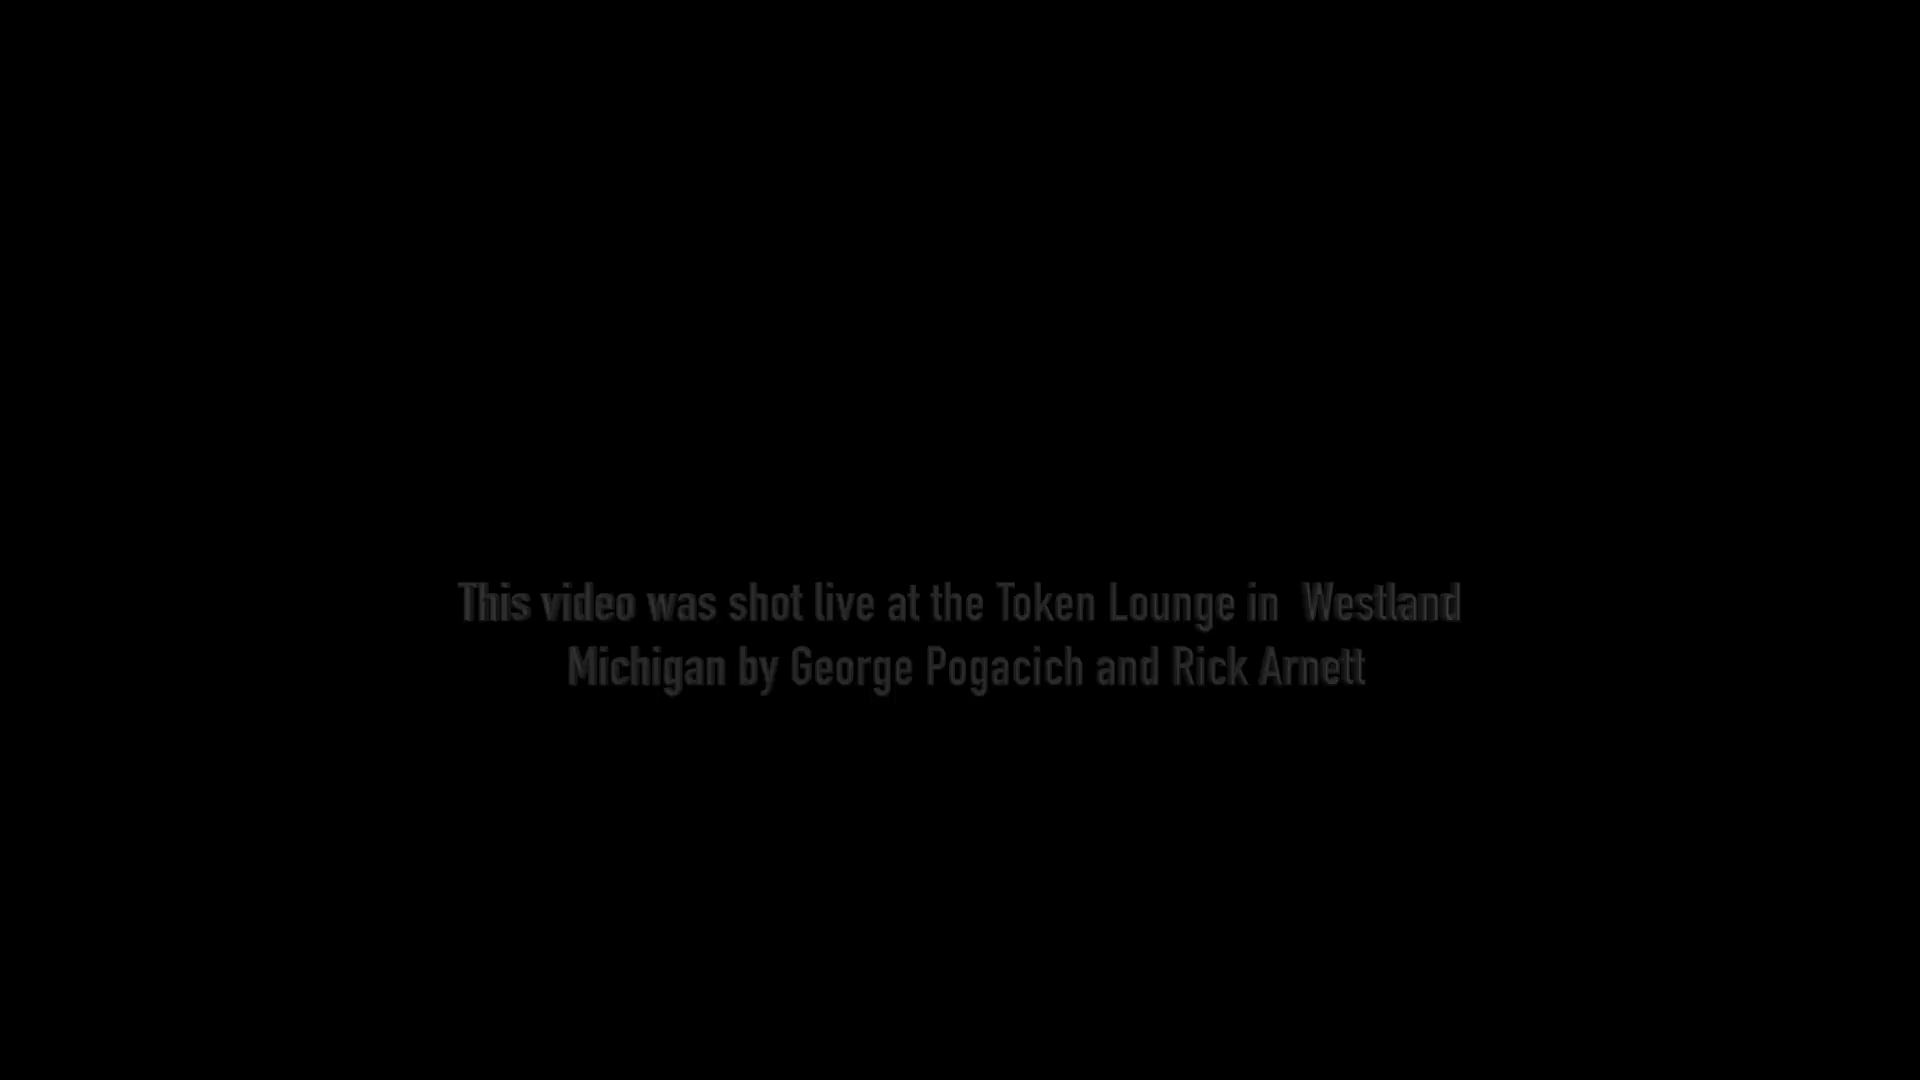 This video was shot live at the Token Lounge in  Westland
Michigan by George Pogacich and Rick Arnett